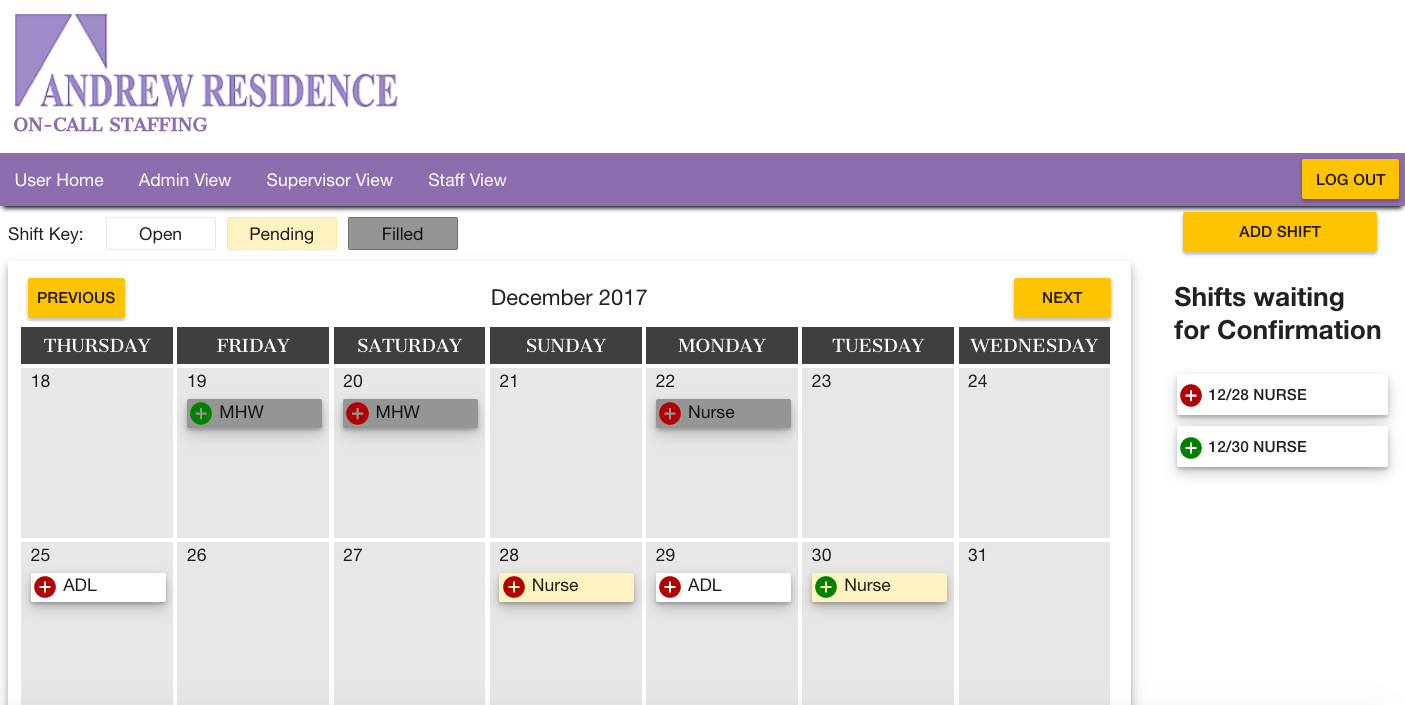 ANDREW RESIDENCE
ON-CALL STAFFING
User Home Admin View Supervisor View Staff View LOG OUT
Shift Key: Open Pending Filled ADD SHIFT
PREVIOUS December 2017 NEXT
Shifts waiting
for Confirmation
THURSDAY FRIDAY SATURDAY SUNDAY MONDAY TUESDAY WEDNESDAY
18 19 20 21 22 23 24
MHW MHW Nurse
12/28 NURSE
12/30 NURSE
25 26 27 28 29 30 31
ADL Nurse ADL Nurse